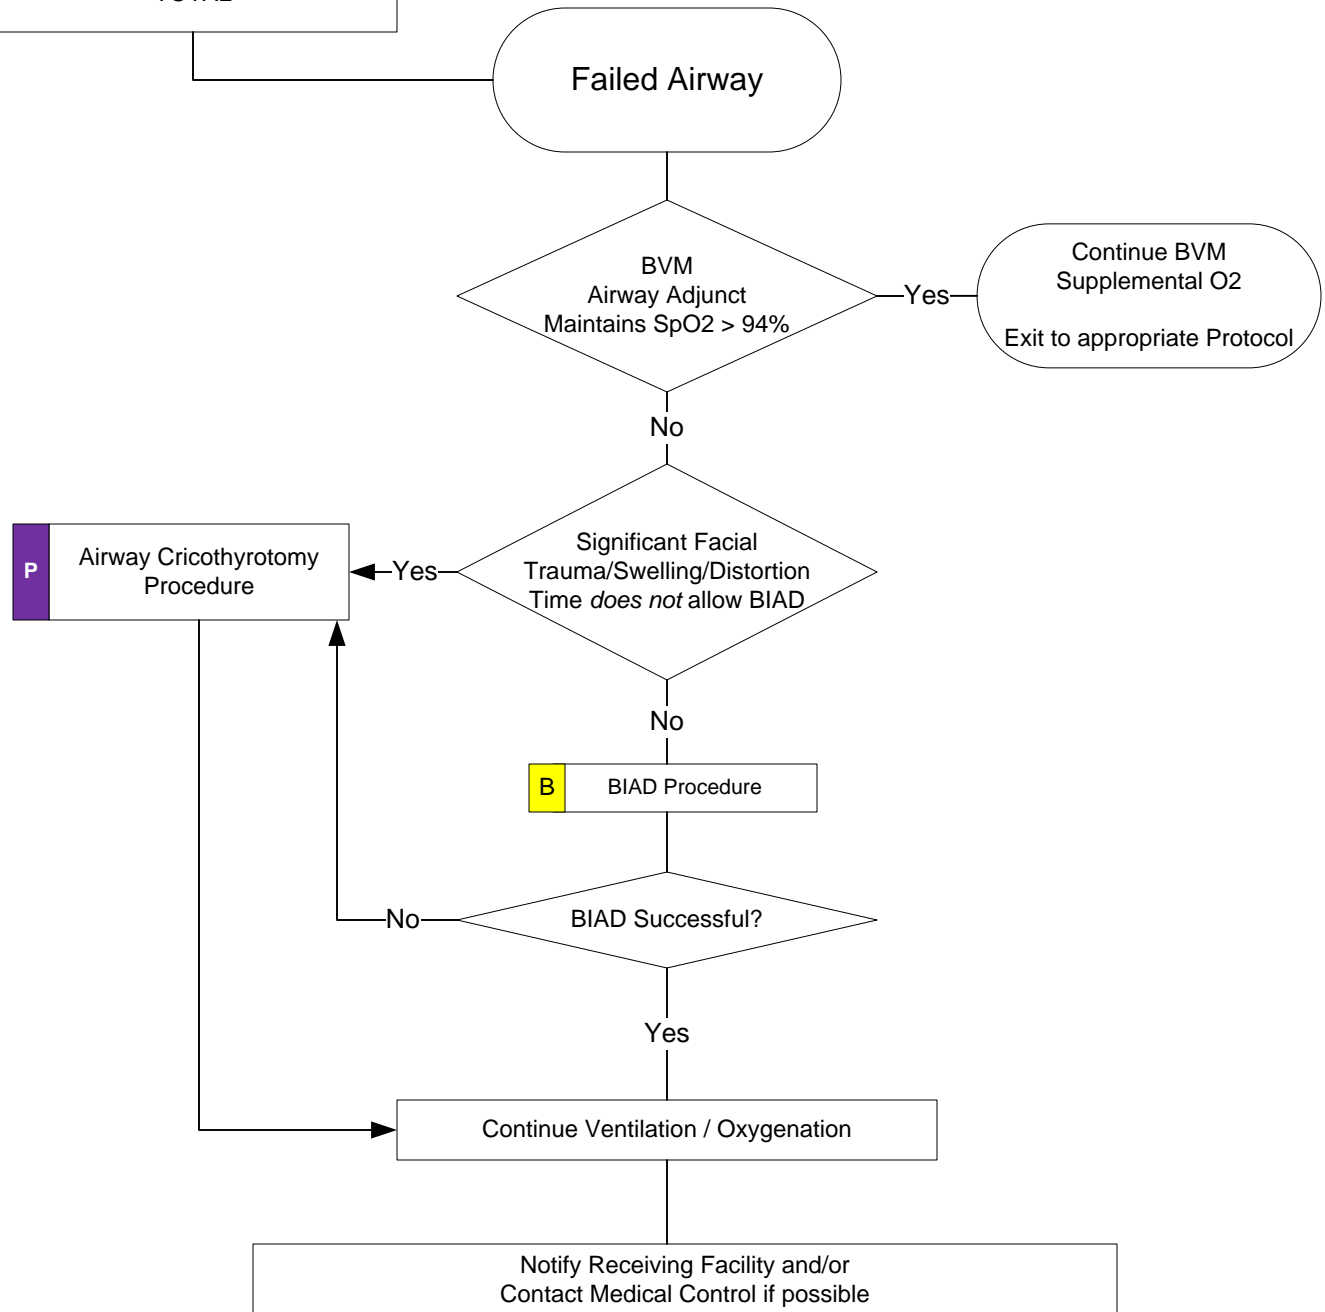 Failed Airway
BVM
Airway Adjunct
Maintains SpO2 > 94%
Yes
Continue BVM
Supplemental O2
Exit to appropriate Protocol
No
P
Airway Cricothyrotomy
Procedure
Yes
Significant Facial
Trauma/Swelling/Distortion
Time does not allow BIAD
No
B
BIAD Procedure
No
BIAD Successful?
Yes
Continue Ventilation / Oxygenation
Notify Receiving Facility and/or
Contact Medical Control if possible